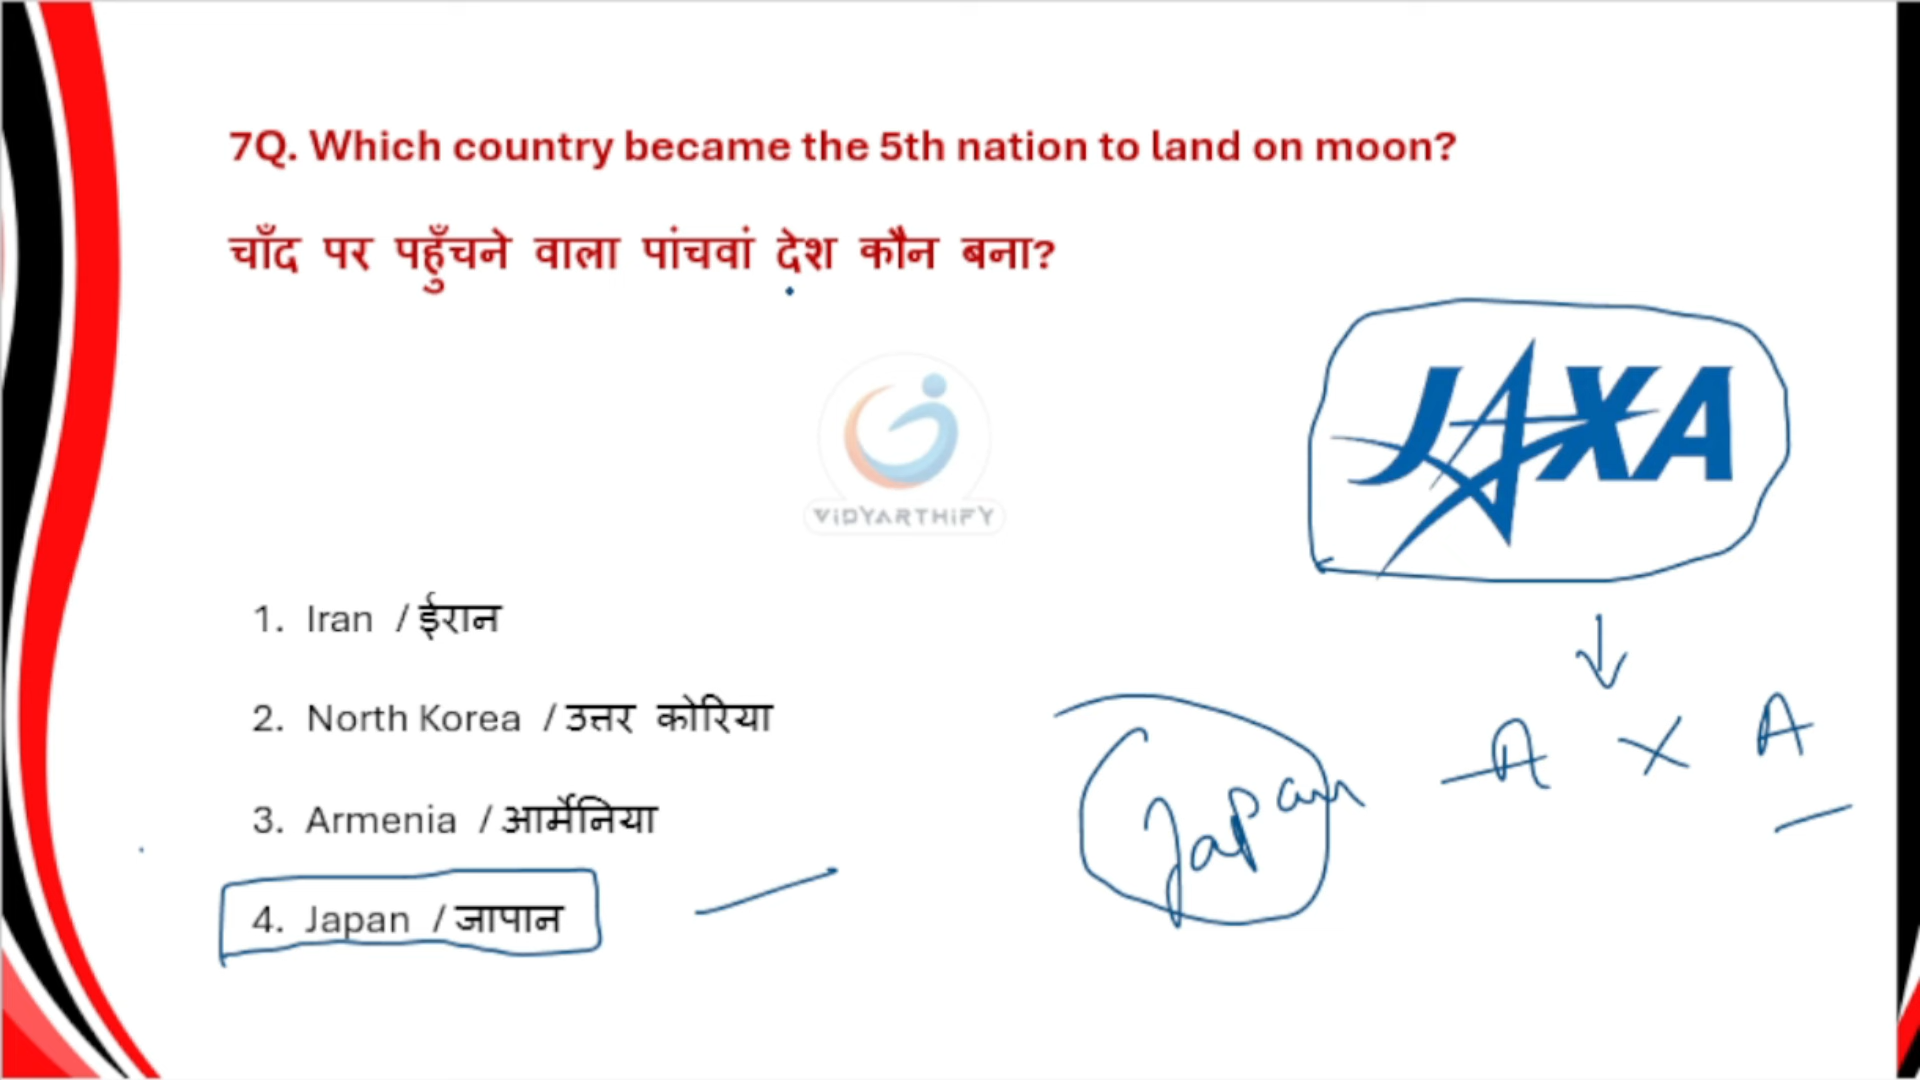 7Q. Which country became the 5th nation to land on moon?
चाँद पर पहुँचने वाला पांचवां देश कौन बना?
JAXA
ViDYARTHiFY
1. Iran / ईरान
2. North Korea / उत्तर कोरिया
3. Armenia / आर्मेनिया
4. Japan / जापान
Japan A X A